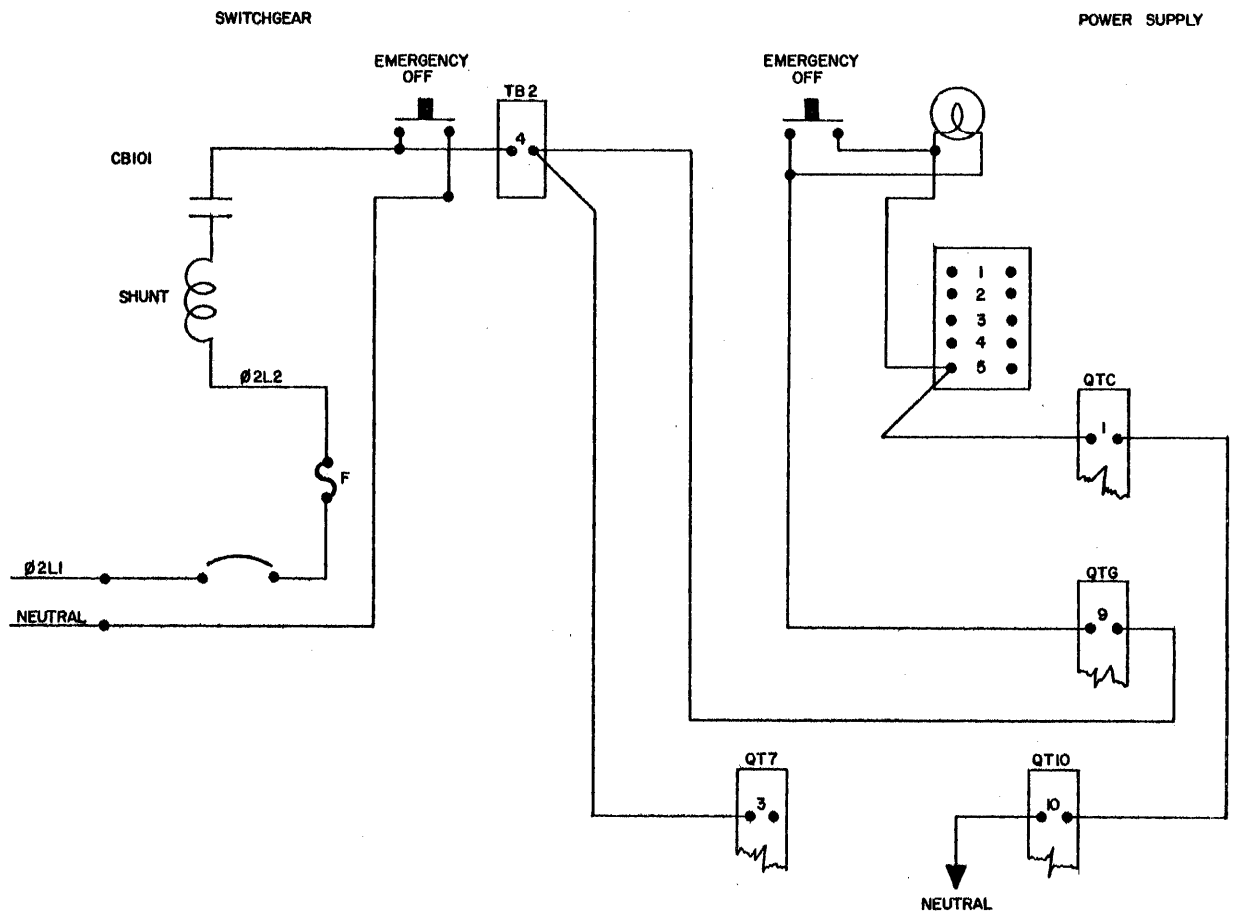 SWITCHGEAR
POWER SUPPLY
EMERGENCY
OFF
EMERGENCY
OFF
TB2
4
CB101
SHUNT
1
2
3
4
5
Ø2L2
QTC
1
F
Ø2L1
QTG
NEUTRAL
9
QT7
QT10
3
10
NEUTRAL